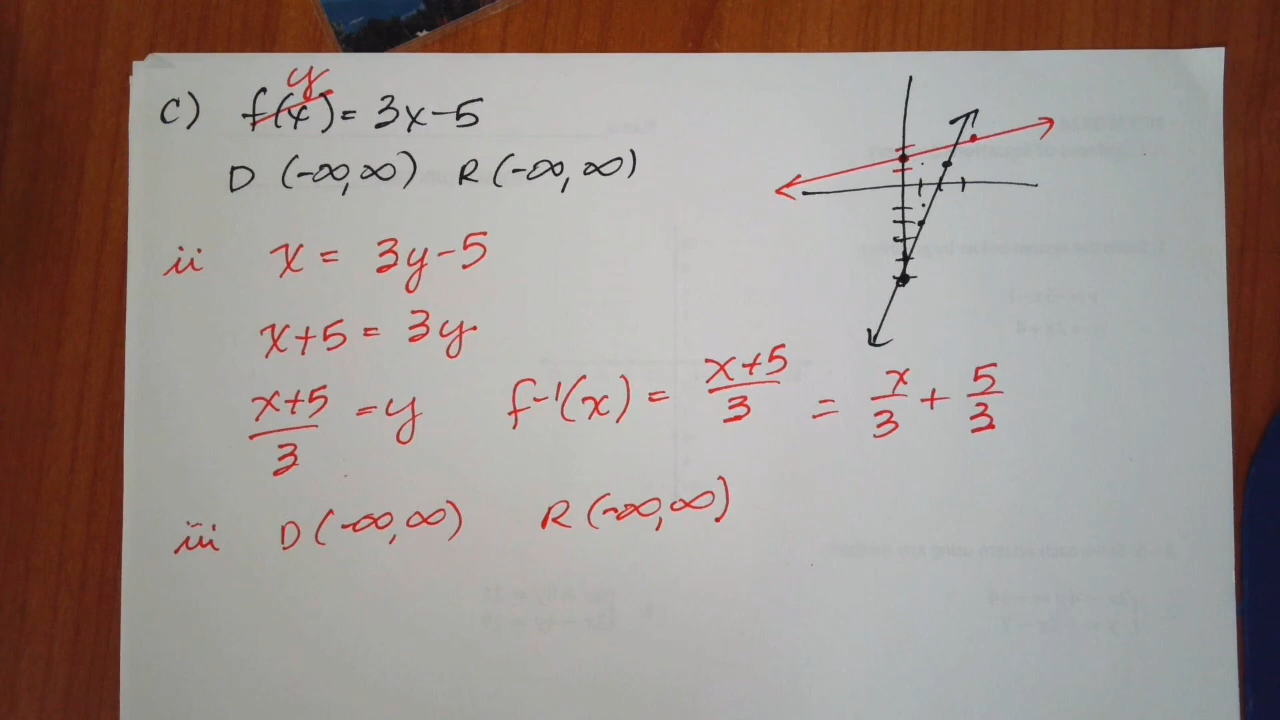 c) f(x) = 3x-5
y
D (-∞,∞) R (-∞,∞)
ii x = 3y-5
x+5 = 3y
x+5/3 = y f⁻¹(x) = x+5/3 = x/3 + 5/3
iii D (-∞,∞) R (-∞,∞)